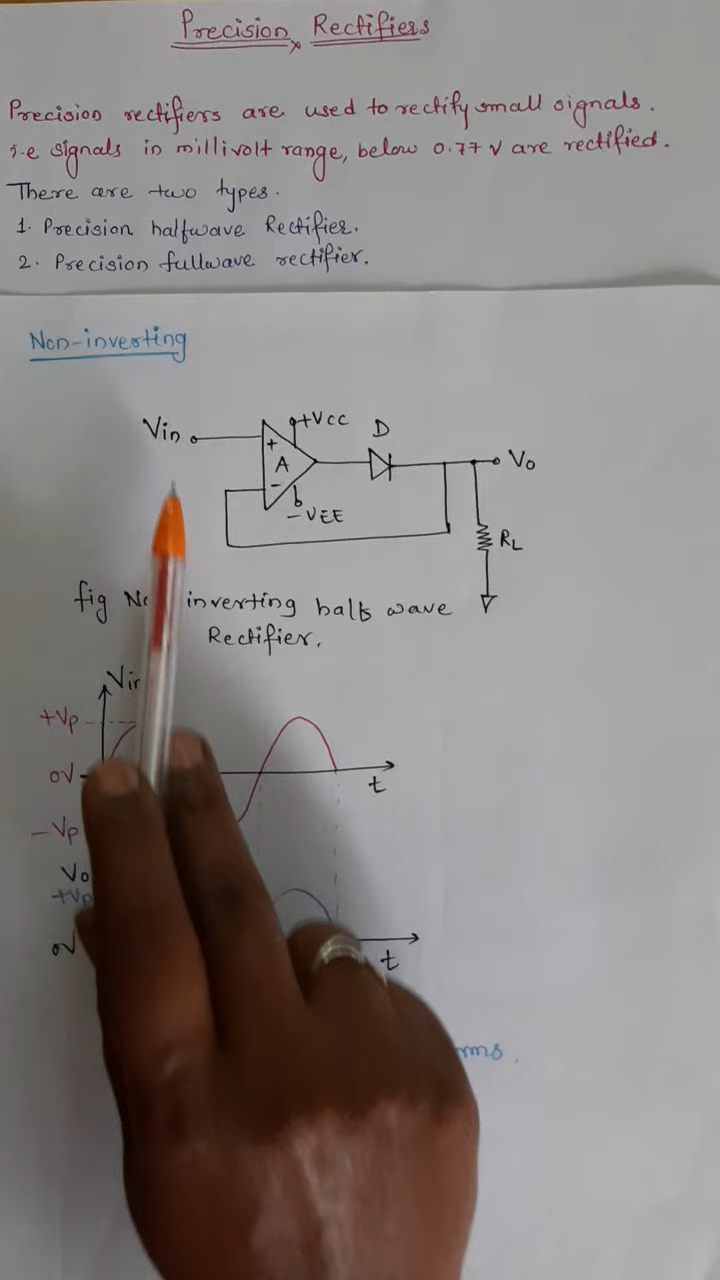 Precision Rectifiers
Precision rectifiers are used to rectify small signals.
i.e signals in millivolt range, below 0.77 V are rectified.
There are two types.
1. Precision halfwave Rectifier.
2. Precision fullwave rectifier.
Non-inverting
Vin
+
-
A
+VCC
-VEE
D
Vo
RL
fig inverting half wave
Rectifier.
+Vp
0V
t
-Vp
Vo
t